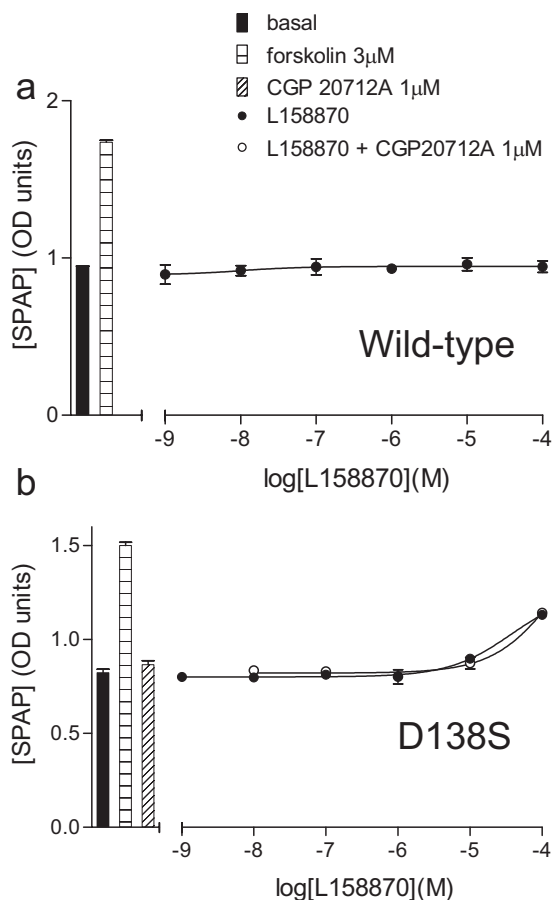 basal
forskolin 3μM
CGP 20712A 1μM
L158870
L158870 + CGP20712A 1μM
a
[SPAP] (OD units)
2
1
0
Wild-type
-9 -8 -7 -6 -5 -4
log[L158870](M)
b
[SPAP] (OD units)
1.5
1.0
0.5
0.0
D138S
-9 -8 -7 -6 -5 -4
log[L158870](M)